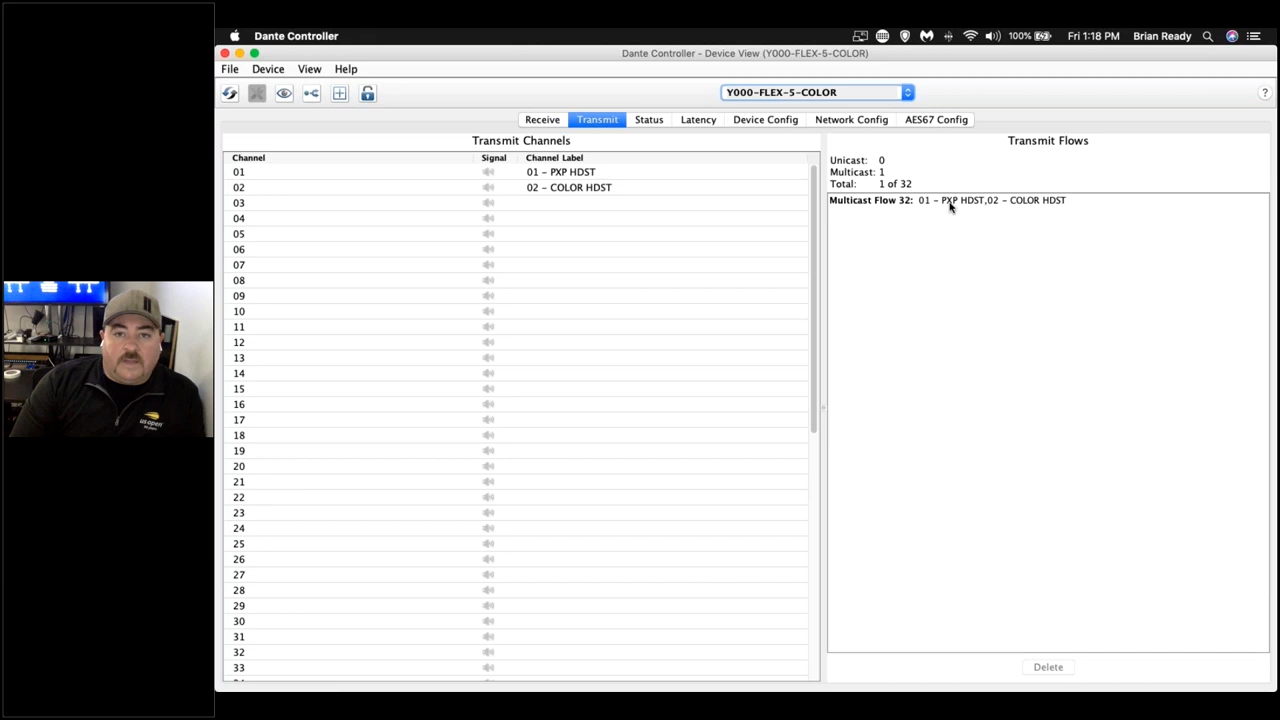 Dante Controller
100%
Fri 1:18 PM
Brian Ready
Dante Controller - Device View (Y000-FLEX-5-COLOR)
File Device View Help
Y000-FLEX-5-COLOR
?
Receive Transmit Status Latency Device Config Network Config AES67 Config
Transmit Channels
Channel Signal Channel Label
01 01 - PXP HDST
02 02 - COLOR HDST
03
04
05
06
07
08
09
10
11
12
13
14
15
16
17
18
19
20
21
22
23
24
25
26
27
28
29
30
31
32
33
Transmit Flows
Unicast: 0
Multicast: 1
Total: 1 of 32
Multicast Flow 32: 01 - PXP HDST,02 - COLOR HDST
Delete
us open